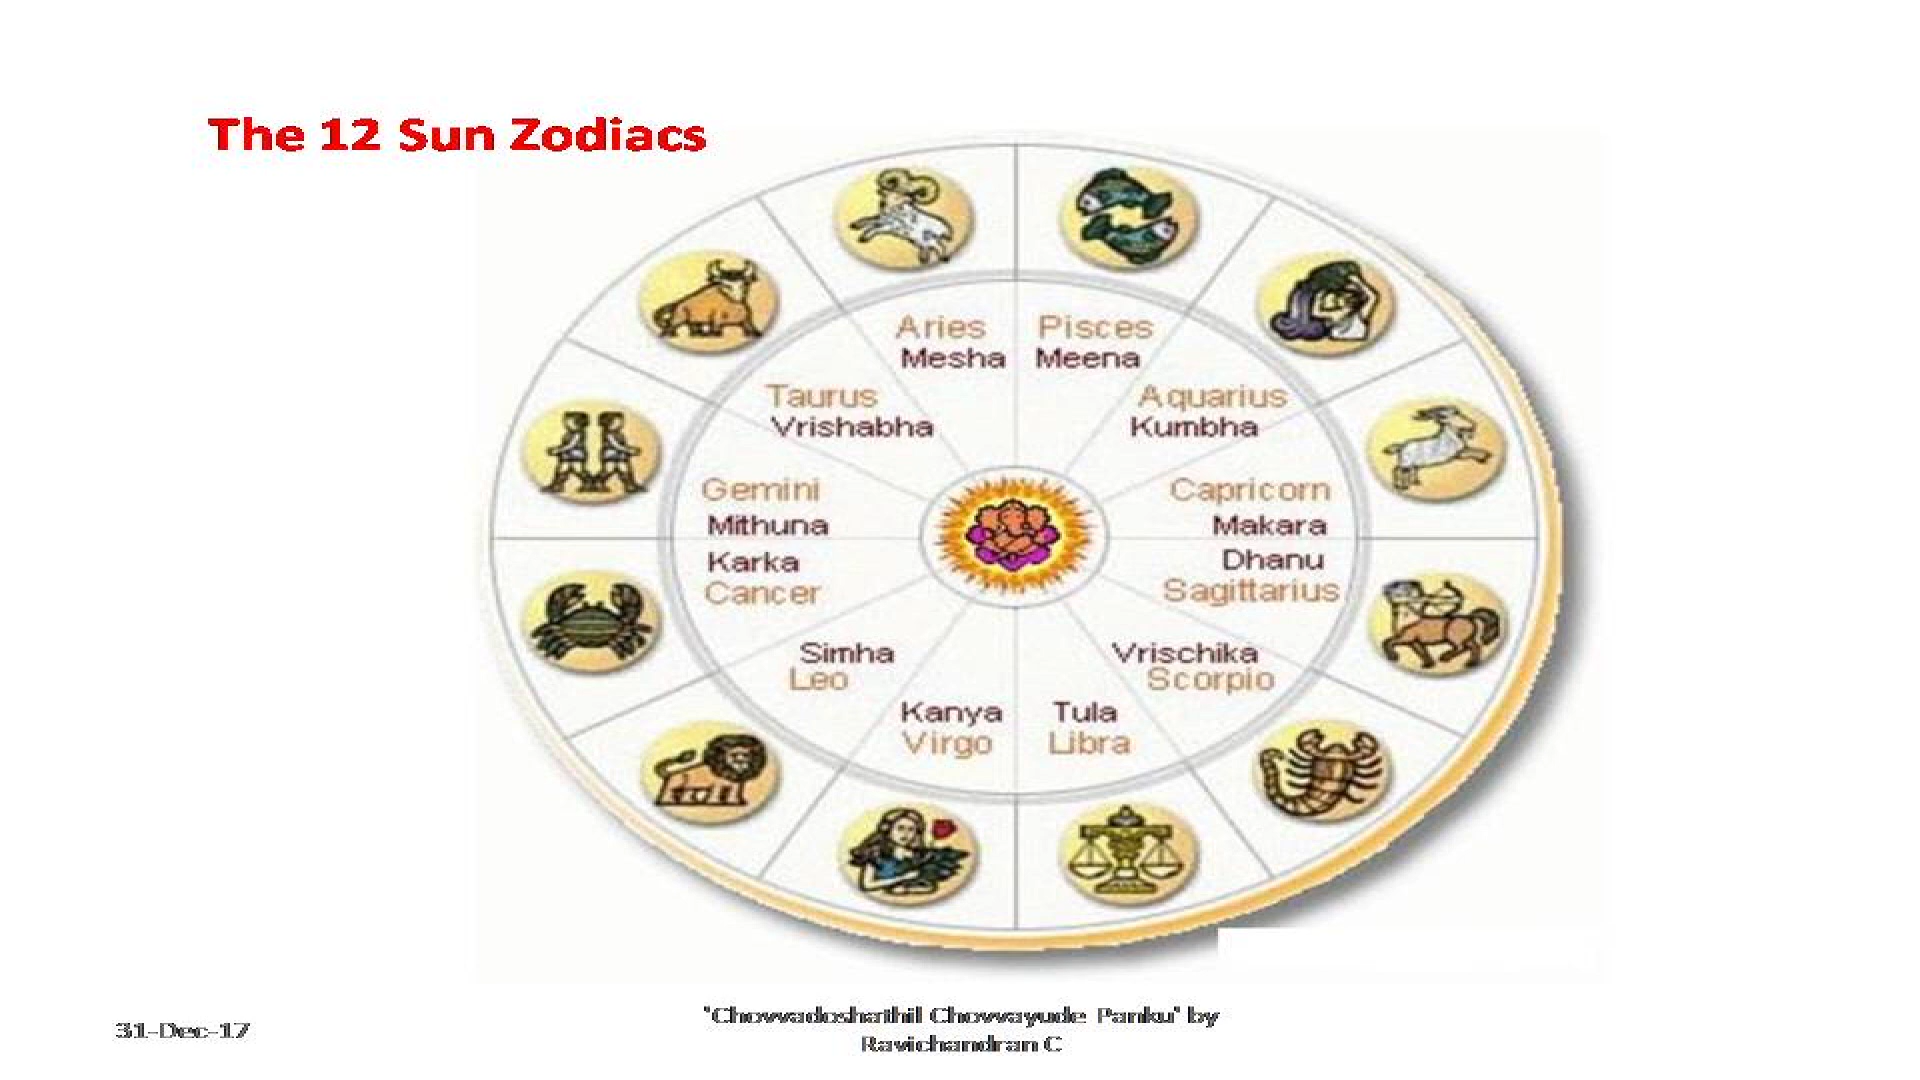 The 12 Sun Zodiacs
Aries
Mesha
Pisces
Meena
Taurus
Vrishabha
Aquarius
Kumbha
Gemini
Mithuna
Capricorn
Makara
Karka
Cancer
Dhanu
Sagittarius
Simha
Leo
Vrischika
Scorpio
Kanya
Virgo
Tula
Libra
31-Dec-17
'Chowwadoshathil Chowwayude Panku' by
Ravichandran C